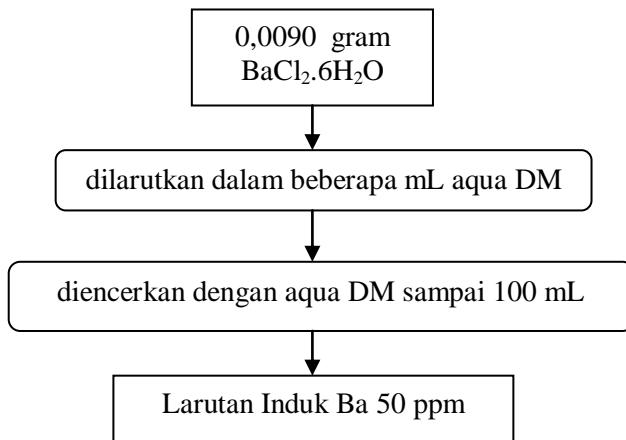 0,0090 gram
BaCl₂.6H₂O
dilarutkan dalam beberapa mL aqua DM
diencerkan dengan aqua DM sampai 100 mL
Larutan Induk Ba 50 ppm